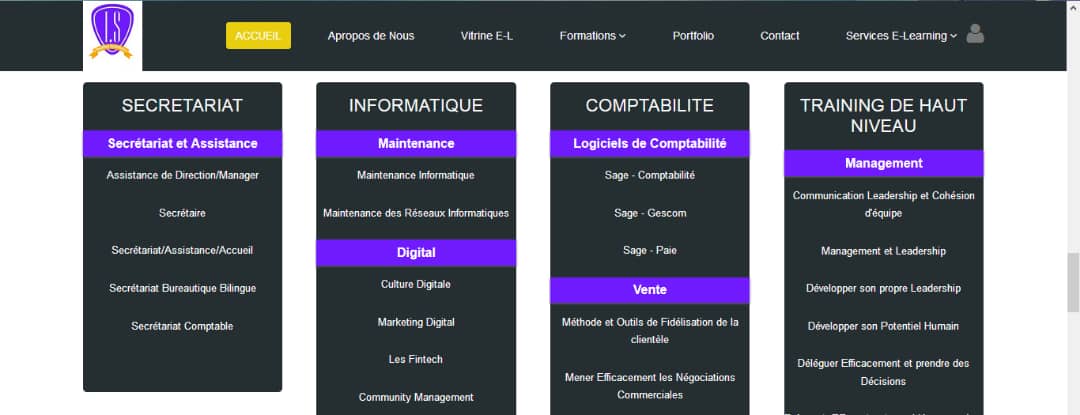 I.S
ACCUEIL
Apropos de Nous
Vitrine E-L
Formations
Portfolio
Contact
Services E-Learning
SECRETARIAT
Secrétariat et Assistance
Assistance de Direction/Manager
Secrétaire
Secrétariat/Assistance/Accueil
Secrétariat Bureautique Bilingue
Secrétariat Comptable
INFORMATIQUE
Maintenance
Maintenance Informatique
Maintenance des Réseaux Informatiques
Digital
Culture Digitale
Marketing Digital
Les Fintech
Community Management
COMPTABILITE
Logiciels de Comptabilité
Sage - Comptabilité
Sage - Gescom
Sage - Paie
Vente
Méthode et Outils de Fidélisation de la
clientèle
Mener Efficacement les Négociations
Commerciales
TRAINING DE HAUT
NIVEAU
Management
Communication Leadership et Cohésion
d'équipe
Management et Leadership
Développer son propre Leadership
Développer son Potentiel Humain
Déléguer Efficacement et prendre des
Décisions